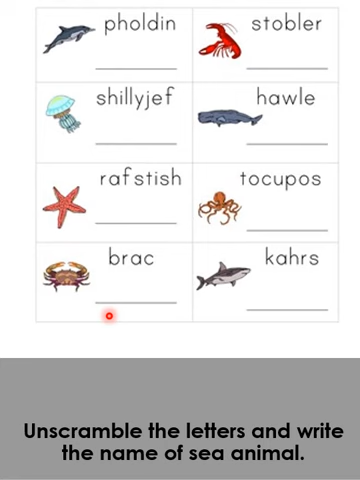 pholdin
stobler
shillyjef
hawle
rafstish
tocupos
brac
kahrs
Unscramble the letters and write
the name of sea animal.